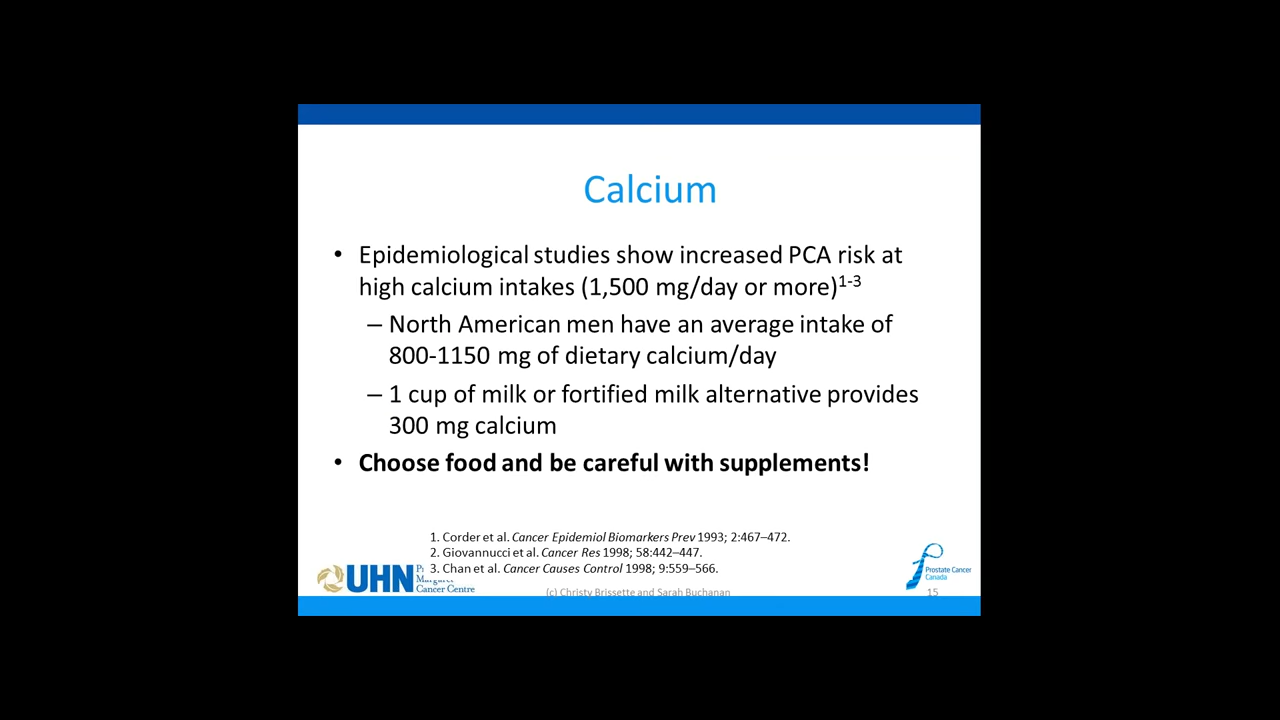 Calcium
• Epidemiological studies show increased PCA risk at
high calcium intakes (1,500 mg/day or more)1-3
– North American men have an average intake of
800-1150 mg of dietary calcium/day
– 1 cup of milk or fortified milk alternative provides
300 mg calcium
• Choose food and be careful with supplements!
1. Corder et al. Cancer Epidemiol Biomarkers Prev 1993; 2:467–472.
2. Giovannucci et al. Cancer Res 1998; 58:442–447.
3. Chan et al. Cancer Causes Control 1998; 9:559–566.
UHN
Margaret
Cancer Centre
(c) Christy Brissette and Sarah Buchanan
Prostate Cancer
Canada
15